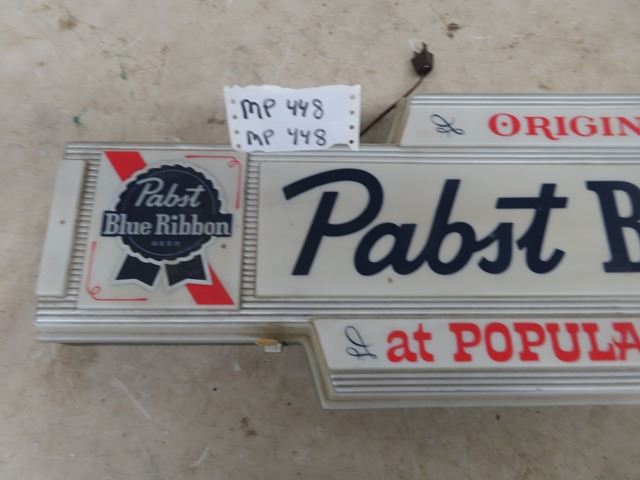 MP 448
MP 448
ORIGIN
Pabst
Blue Ribbon
BEER
Pabst B
at POPULA